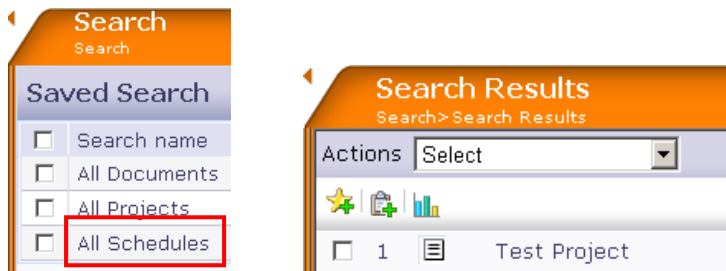 Search
Search
Saved Search
Search name
All Documents
All Projects
All Schedules
Search Results
Search>Search Results
Actions Select
1 Test Project